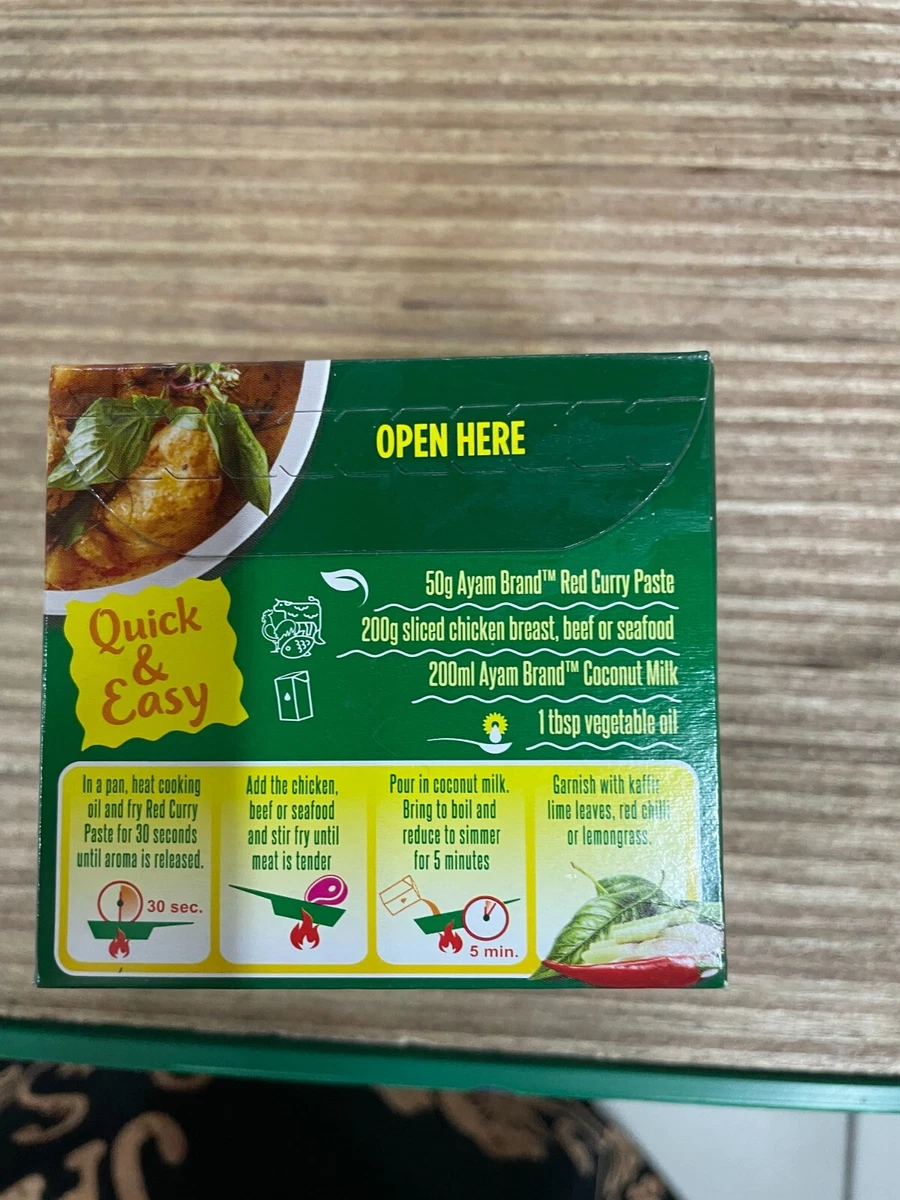 OPEN HERE
50g Ayam Brand™ Red Curry Paste
200g sliced chicken breast, beef or seafood
200ml Ayam Brand™ Coconut Milk
1 tbsp vegetable oil
Quick
&
Easy
In a pan, heat cooking
oil and fry Red Curry
Paste for 30 seconds
until aroma is released.
30 sec.
Add the chicken,
beef or seafood
and stir fry until
meat is tender
Pour in coconut milk.
Bring to boil and
reduce to simmer
for 5 minutes
5 min.
Garnish with kaffir
lime leaves, red chilli
or lemongrass.